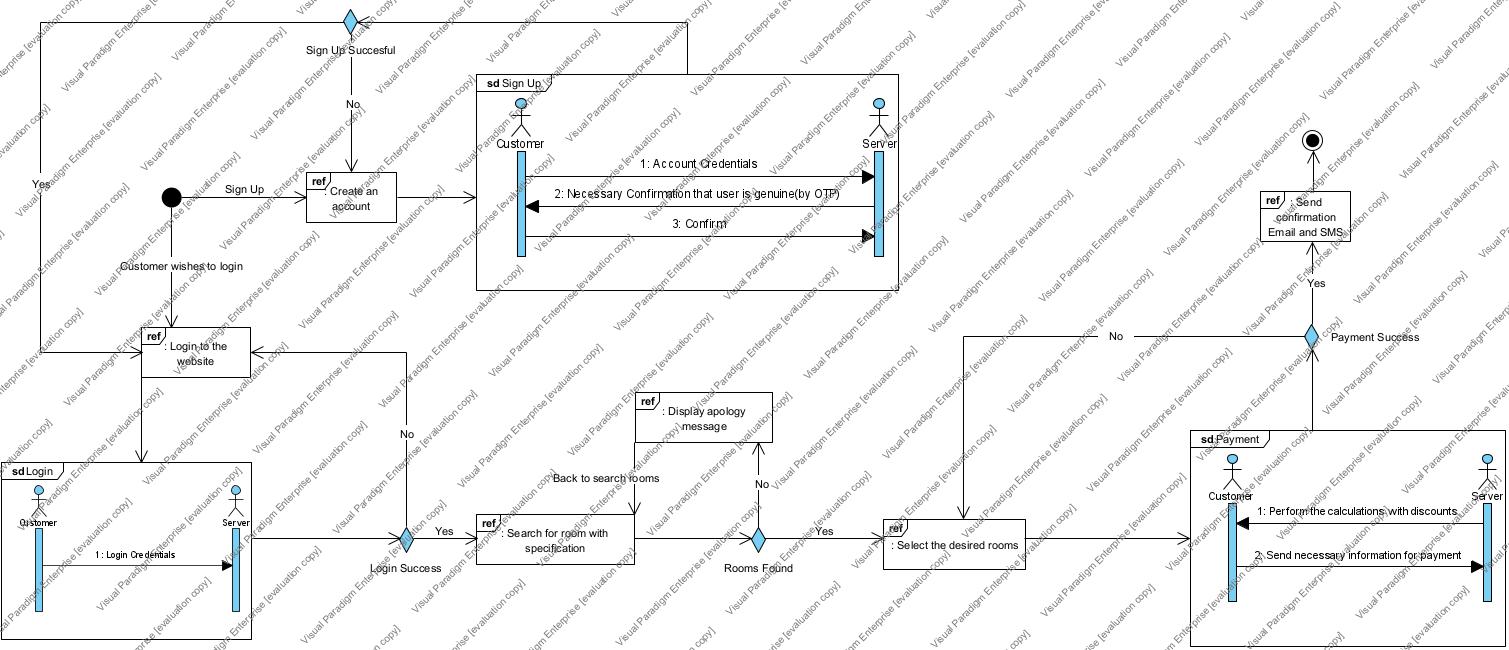 Sign Up Succesful
No
Yes
sd Sign Up
Customer
Server
1: Account Credentials
2: Necessary Confirmation that user is genuine(by OTP)
3: Confirm
Sign Up
ref
: Create an
account
Customer wishes to login
ref
: Login to the
website
sd Login
Customer
Server
1: Login Credentials
No
Yes
Login Success
ref
: Search for room with
specification
Back to search rooms
ref
: Display apology
message
No
Rooms Found
Yes
ref
: Select the desired rooms
No
sd Payment
Customer
Server
1: Perform the calculations with discounts
2: Send necessary information for payment
Payment Success
Yes
ref
: Send
confirmation
Email and SMS
Visual Paradigm Enterprise [evaluation copy]